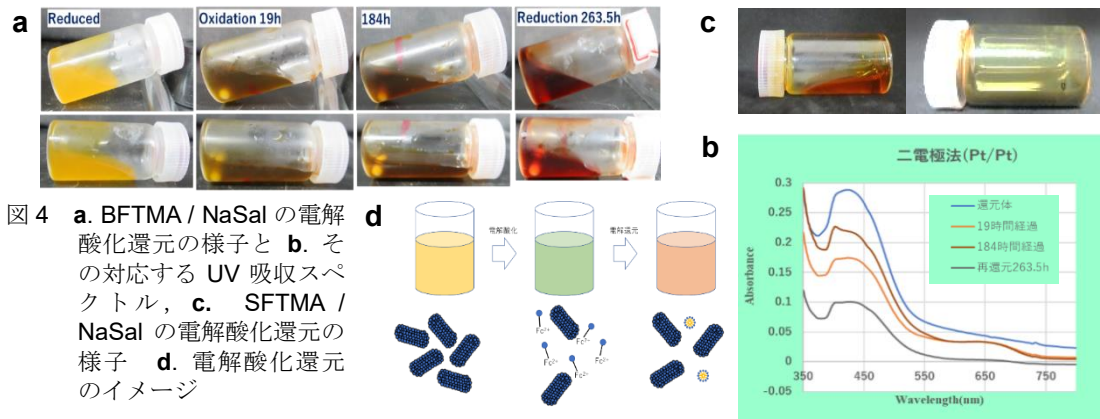 a
Reduced
Oxidation 19h
184h
Reduction 263.5h
c
b
二電極法(Pt/Pt)
0.3
0.25
0.2
0.15
0.1
0.05
0
-0.05
Absorbance
還元体
19時間経過
184時間経過
再還元263.5h
350
450
550
650
750
Wavelength(nm)
図 4 a. BFTMA / NaSal の電解
酸化還元の様子と b. そ
の対応する UV 吸収スペ
クトル, c. SFTMA /
NaSal の電解酸化還元の
様子 d. 電解酸化還元
のイメージ
d
電解酸化
電解還元